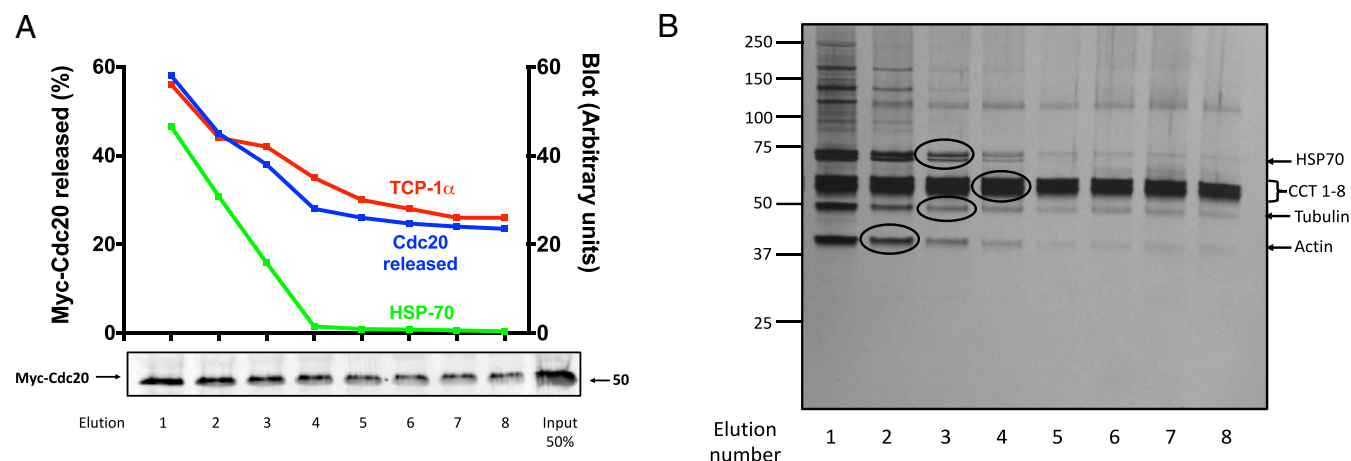 A
Myc-Cdc20 released (%)
60
40
20
0
60
40
20
0
Blot (Arbitrary units)
TCP-1α
Cdc20
released
HSP-70
Myc-Cdc20
50
Elution 1 2 3 4 5 6 7 8 Input
50%
B
250
150
100
75
50
37
25
HSP70
CCT 1-8
Tubulin
Actin
Elution
number
1 2 3 4 5 6 7 8